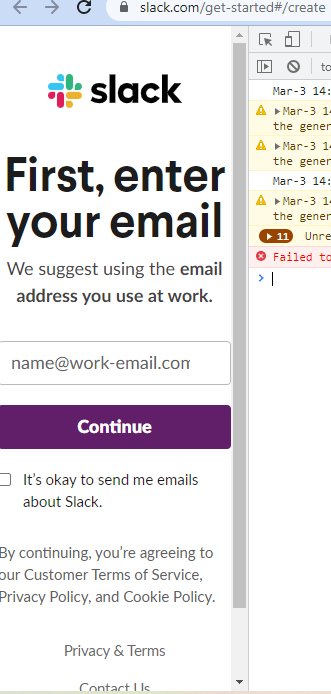 slack.com/get-started#/create
slack
to
First, enter
your email
We suggest using the email
address you use at work.
name@work-email.com
Continue
It's okay to send me emails
about Slack.
By continuing, you're agreeing to
our Customer Terms of Service,
Privacy Policy, and Cookie Policy.
Privacy & Terms
Contact Us
Mar-3 14:
Mar-3 14
the gener
Mar-3 14
the gener
Mar-3 14:
Mar-3 14
the gener
11 Unre
Failed to